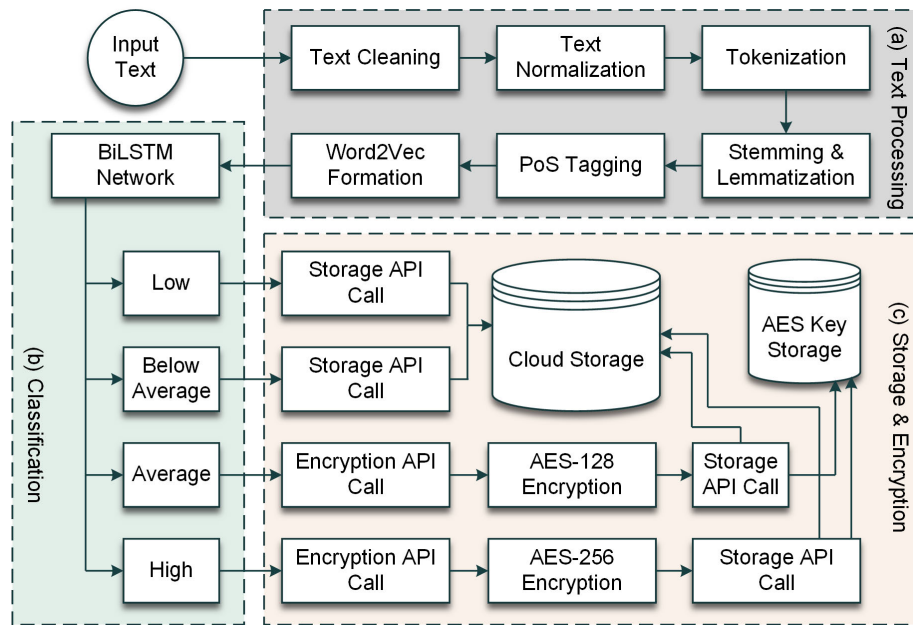 Input
Text
Text Cleaning
Text
Normalization
Tokenization
(a) Text Processing
BiLSTM
Network
Word2Vec
Formation
PoS Tagging
Stemming &
Lemmatization
(b) Classification
Low
Storage API
Call
Cloud Storage
AES Key
Storage
(c) Storage & Encryption
Below
Average
Storage API
Call
Average
Encryption API
Call
AES-128
Encryption
Storage
API Call
High
Encryption API
Call
AES-256
Encryption
Storage API
Call